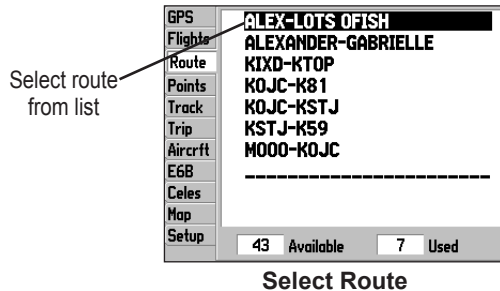 GPS
Flights
Route
Points
Track
Trip
Aircrft
E6B
Celes
Map
Setup
ALEX-LOTS OFISH
ALEXANDER-GABRIELLE
KIXD-KTOP
KOJC-K81
KOJC-KSTJ
KSTJ-K59
M000-KOJC
43 Available 7 Used
Select route
from list
Select Route